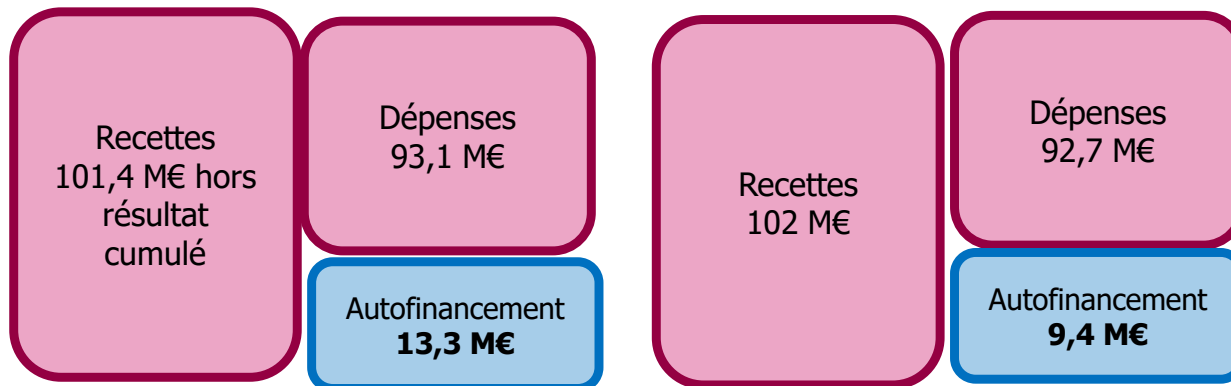 Recettes
101,4 M€ hors
résultat
cumulé
Dépenses
93,1 M€
Autofinancement
13,3 M€
Recettes
102 M€
Dépenses
92,7 M€
Autofinancement
9,4 M€